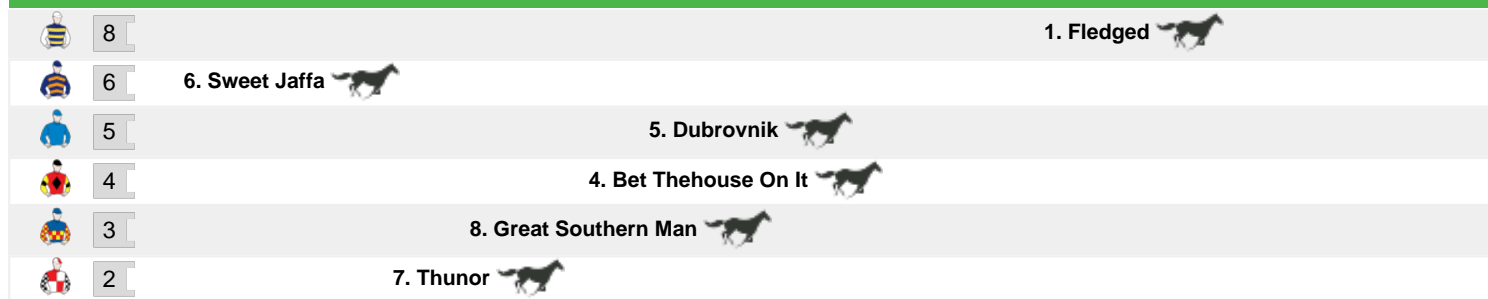 8 1. Fledged
6 6. Sweet Jaffa
5 5. Dubrovnik
4 4. Bet Thehouse On It
3 8. Great Southern Man
2 7. Thunor